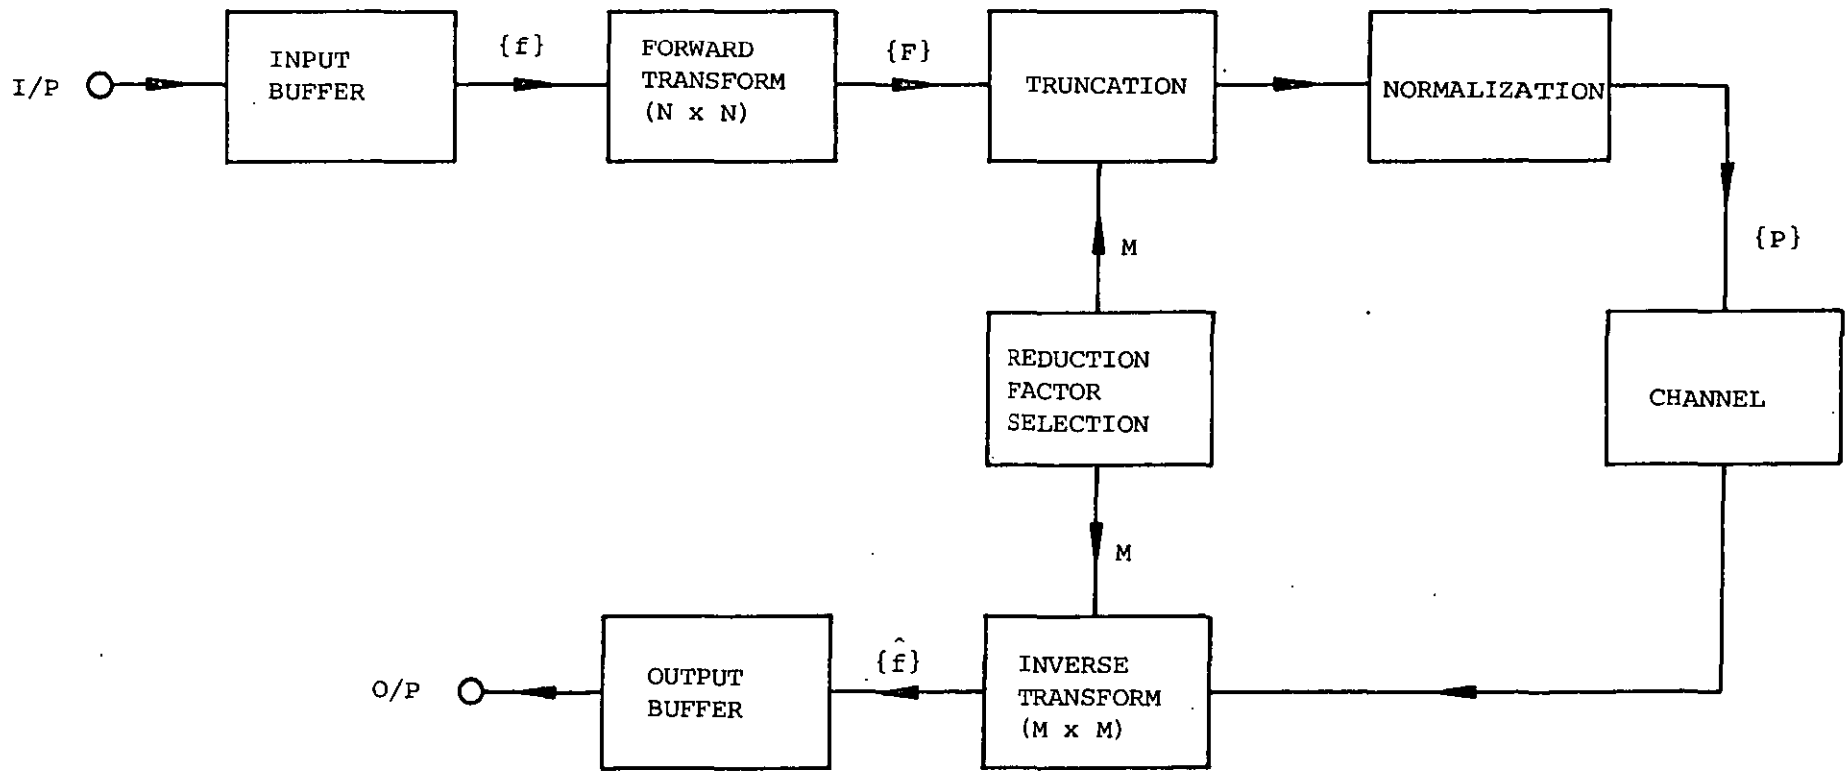 I/P
INPUT
BUFFER
{f}
FORWARD
TRANSFORM
(N x N)
{F}
TRUNCATION
NORMALIZATION
{P}
M
REDUCTION
FACTOR
SELECTION
CHANNEL
M
INVERSE
TRANSFORM
(M x M)
{f̂}
OUTPUT
BUFFER
O/P